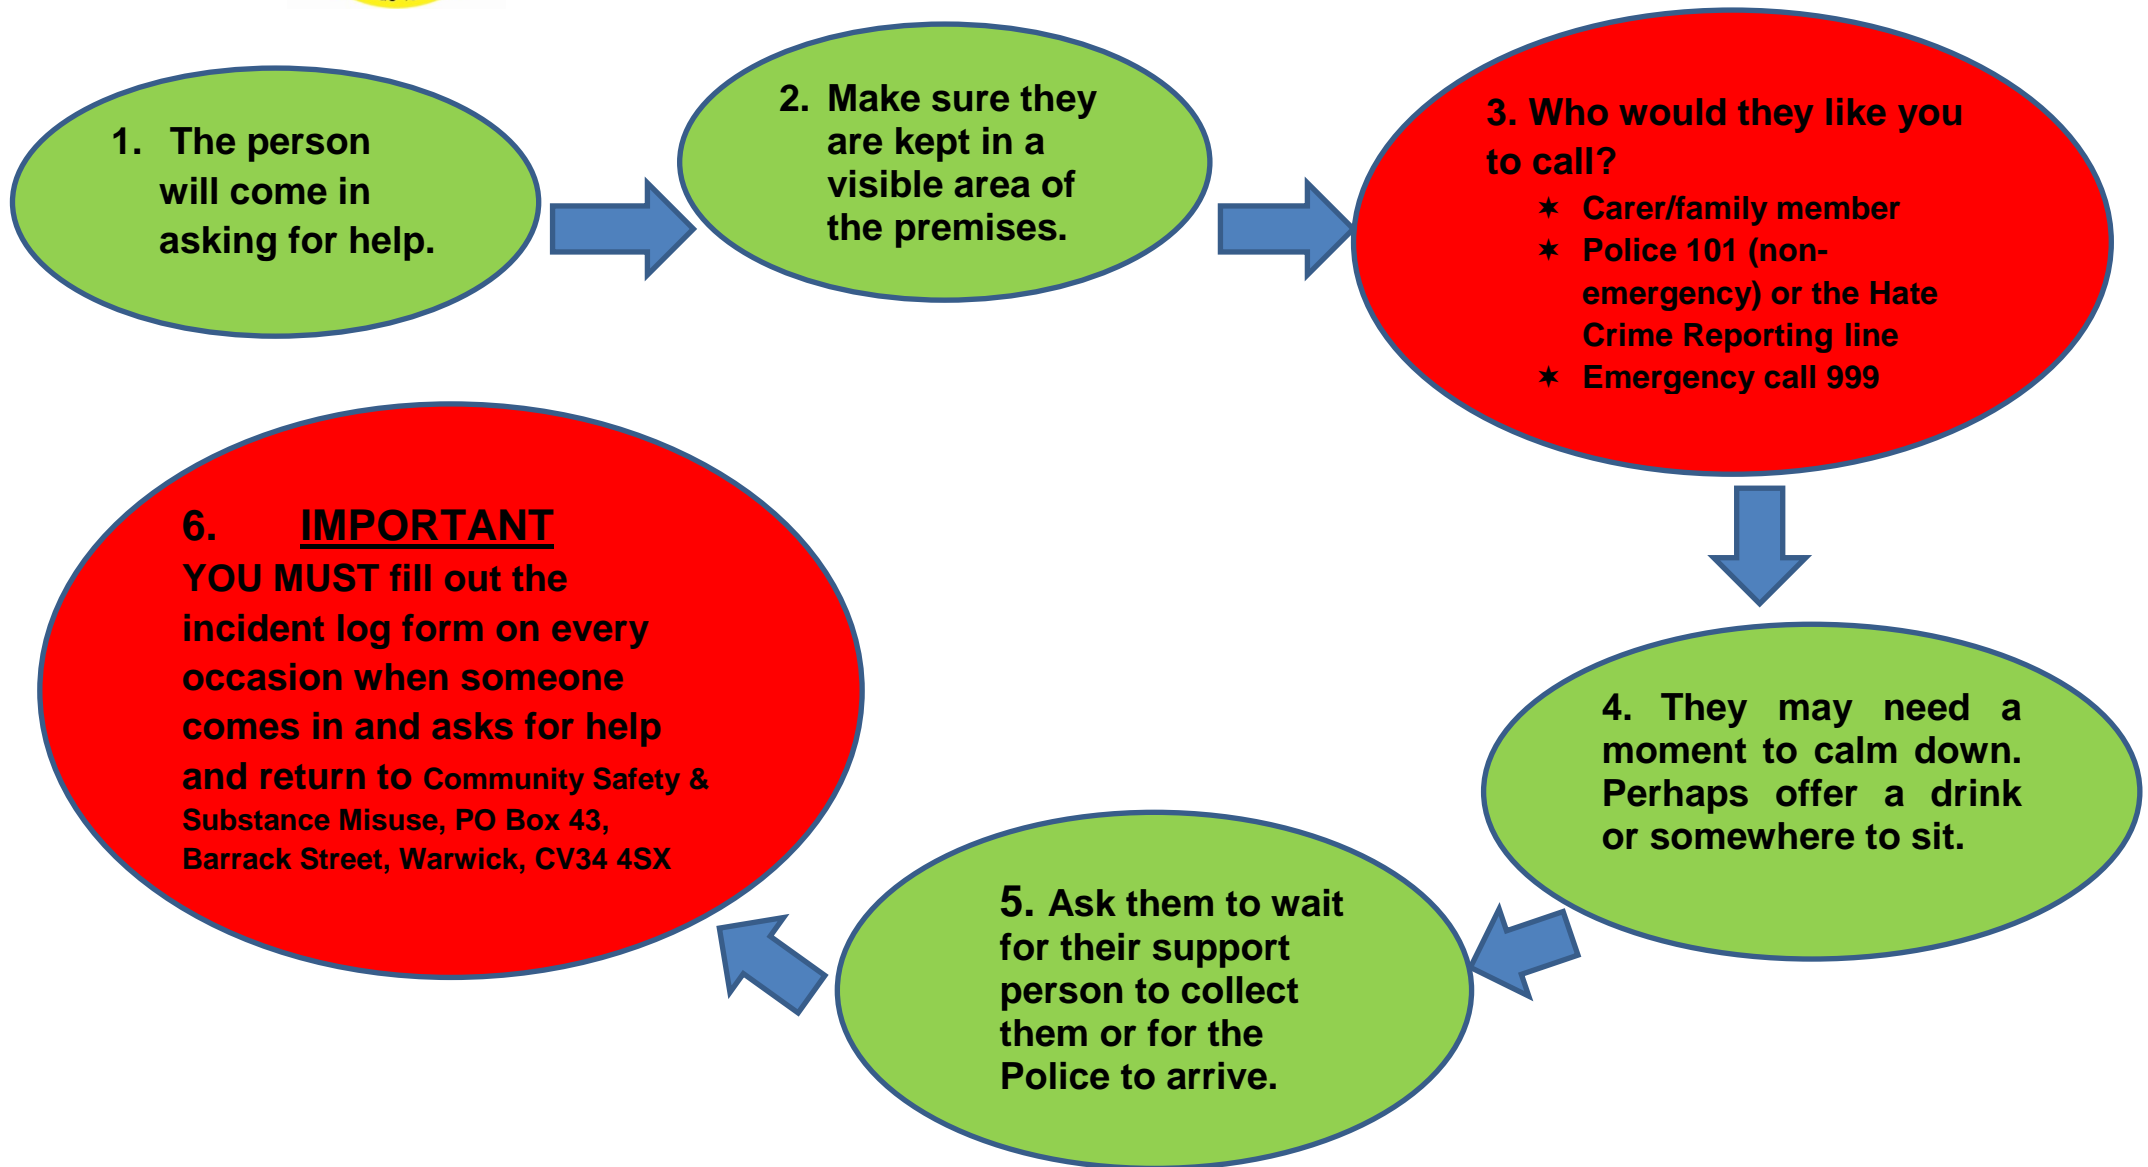 1. The person
will come in
asking for help.
2. Make sure they
are kept in a
visible area of
the premises.
3. Who would they like you
to call?
✶ Carer/family member
✶ Police 101 (non-
emergency) or the Hate
Crime Reporting line
✶ Emergency call 999
4. They may need a
moment to calm down.
Perhaps offer a drink
or somewhere to sit.
5. Ask them to wait
for their support
person to collect
them or for the
Police to arrive.
6. IMPORTANT
YOU MUST fill out the
incident log form on every
occasion when someone
comes in and asks for help
and return to Community Safety &
Substance Misuse, PO Box 43,
Barrack Street, Warwick, CV34 4SX